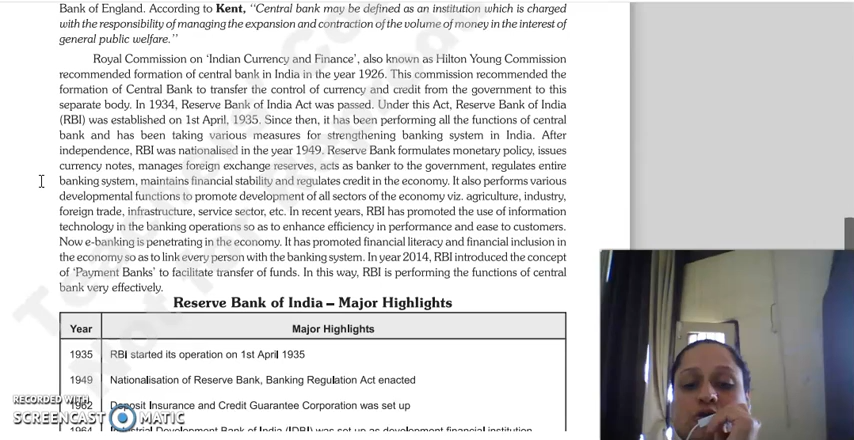 Bank of England. According to Kent, "Central bank may be defined as an institution which is charged
with the responsibility of managing the expansion and contraction of the volume of money in the interest of
general public welfare."
Royal Commission on 'Indian Currency and Finance', also known as Hilton Young Commission
recommended formation of central bank in India in the year 1926. This commission recommended the
formation of Central Bank to transfer the control of currency and credit from the government to this
separate body. In 1934, Reserve Bank of India Act was passed. Under this Act, Reserve Bank of India
(RBI) was established on 1st April, 1935. Since then, it has been performing all the functions of central
bank and has been taking various measures for strengthening banking system in India. After
independence, RBI was nationalised in the year 1949. Reserve Bank formulates monetary policy, issues
currency notes, manages foreign exchange reserves, acts as banker to the government, regulates entire
banking system, maintains financial stability and regulates credit in the economy. It also performs various
developmental functions to promote development of all sectors of the economy viz. agriculture, industry,
foreign trade, infrastructure, service sector, etc. In recent years, RBI has promoted the use of information
technology in the banking operations so as to enhance efficiency in performance and ease to customers.
Now e-banking is penetrating in the economy. It has promoted financial literacy and financial inclusion in
the economy so as to link every person with the banking system. In year 2014, RBI introduced the concept
of 'Payment Banks' to facilitate transfer of funds. In this way, RBI is performing the functions of central
bank very effectively.
Reserve Bank of India – Major Highlights
Year Major Highlights
1935 RBI started its operation on 1st April 1935
1949 Nationalisation of Reserve Bank, Banking Regulation Act enacted
1962 Deposit Insurance and Credit Guarantee Corporation was set up
1964 Industrial Development Bank of India (IDBI) was set up as development financial institution
RECORDED WITH
SCREENCAST MATIC